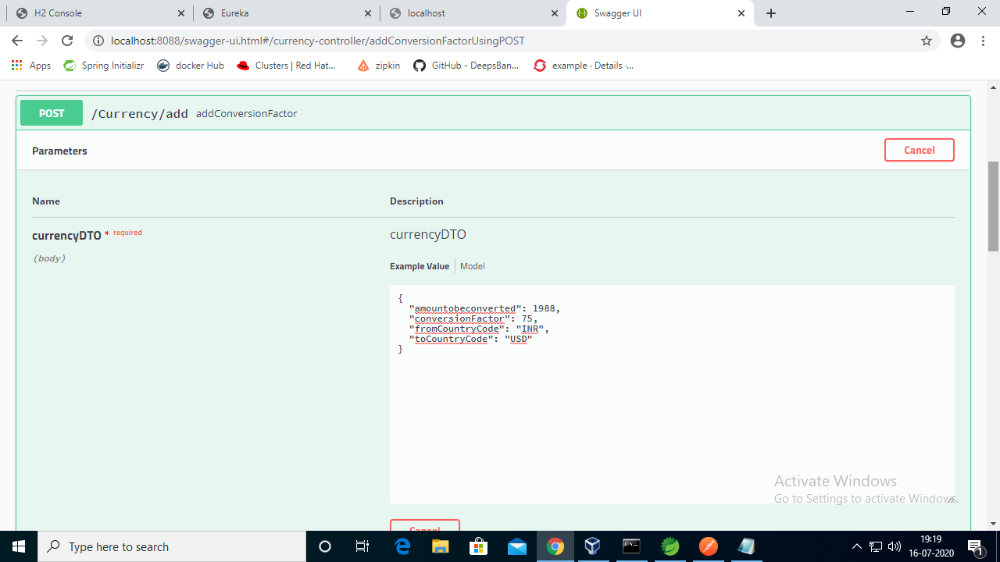 H2 Console
Eureka
localhost
Swagger UI
localhost:8088/swagger-ui.html#/currency-controller/addConversionFactorUsingPOST
Apps
Spring Initializr
docker Hub
Clusters | Red Hat...
zipkin
GitHub - DeepsBan...
example · Details ·...
POST /Currency/add addConversionFactor
Parameters
Cancel
Name Description
currencyDTO * required
(body)
currencyDTO
Example Value Model
{
"amountobeconverted": 1988,
"conversionFactor": 75,
"fromCountryCode": "INR",
"toCountryCode": "USD"
}
Activate Windows
Go to Settings to activate Windows.
Cancel
Type here to search
19:19
16-07-2020
1